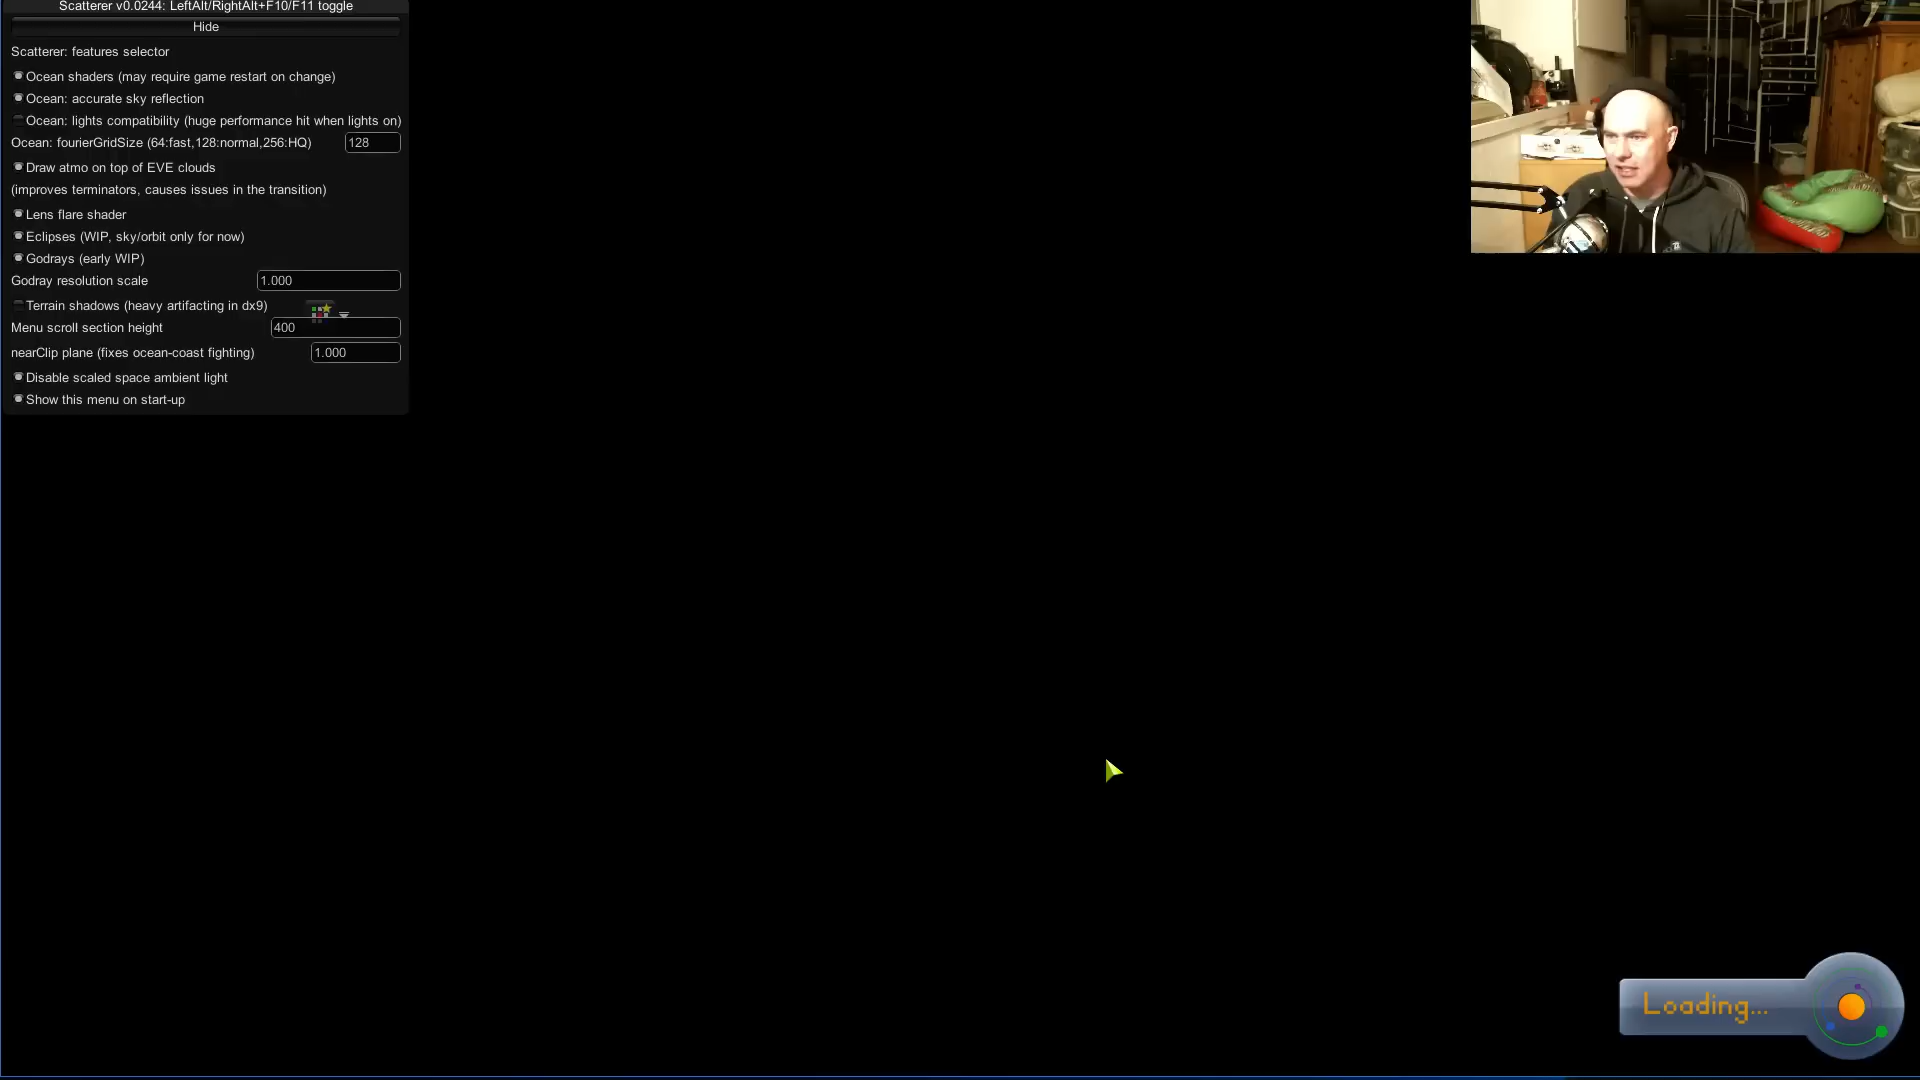 Scatterer v0.0244: LeftAlt/RightAlt+F10/F11 toggle
Hide
Scatterer: features selector
Ocean shaders (may require game restart on change)
Ocean: accurate sky reflection
Ocean: lights compatibility (huge performance hit when lights on)
Ocean: fourierGridSize (64:fast,128:normal,256:HQ) 128
Draw atmo on top of EVE clouds
(improves terminators, causes issues in the transition)
Lens flare shader
Eclipses (WIP, sky/orbit only for now)
Godrays (early WIP)
Godray resolution scale 1.000
Terrain shadows (heavy artifacting in dx9)
Menu scroll section height 400
nearClip plane (fixes ocean-coast fighting) 1.000
Disable scaled space ambient light
Show this menu on start-up
Loading...